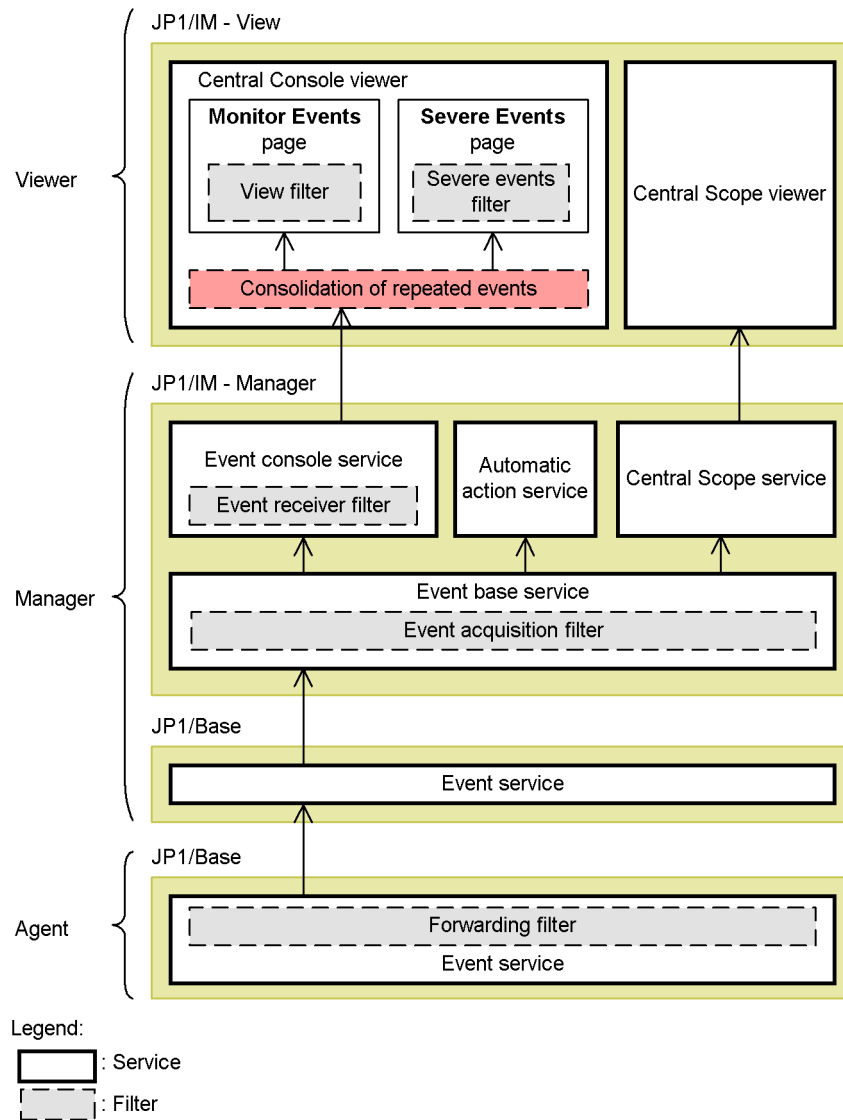 JP1/IM - View
Central Console viewer
Monitor Events
page
View filter
Severe Events
page
Severe events
filter
Central Scope viewer
Viewer
Consolidation of repeated events
JP1/IM - Manager
Event console service
Event receiver filter
Automatic
action service
Central Scope service
Manager
Event base service
Event acquisition filter
JP1/Base
Event service
JP1/Base
Agent
Forwarding filter
Event service
Legend:
: Service
: Filter